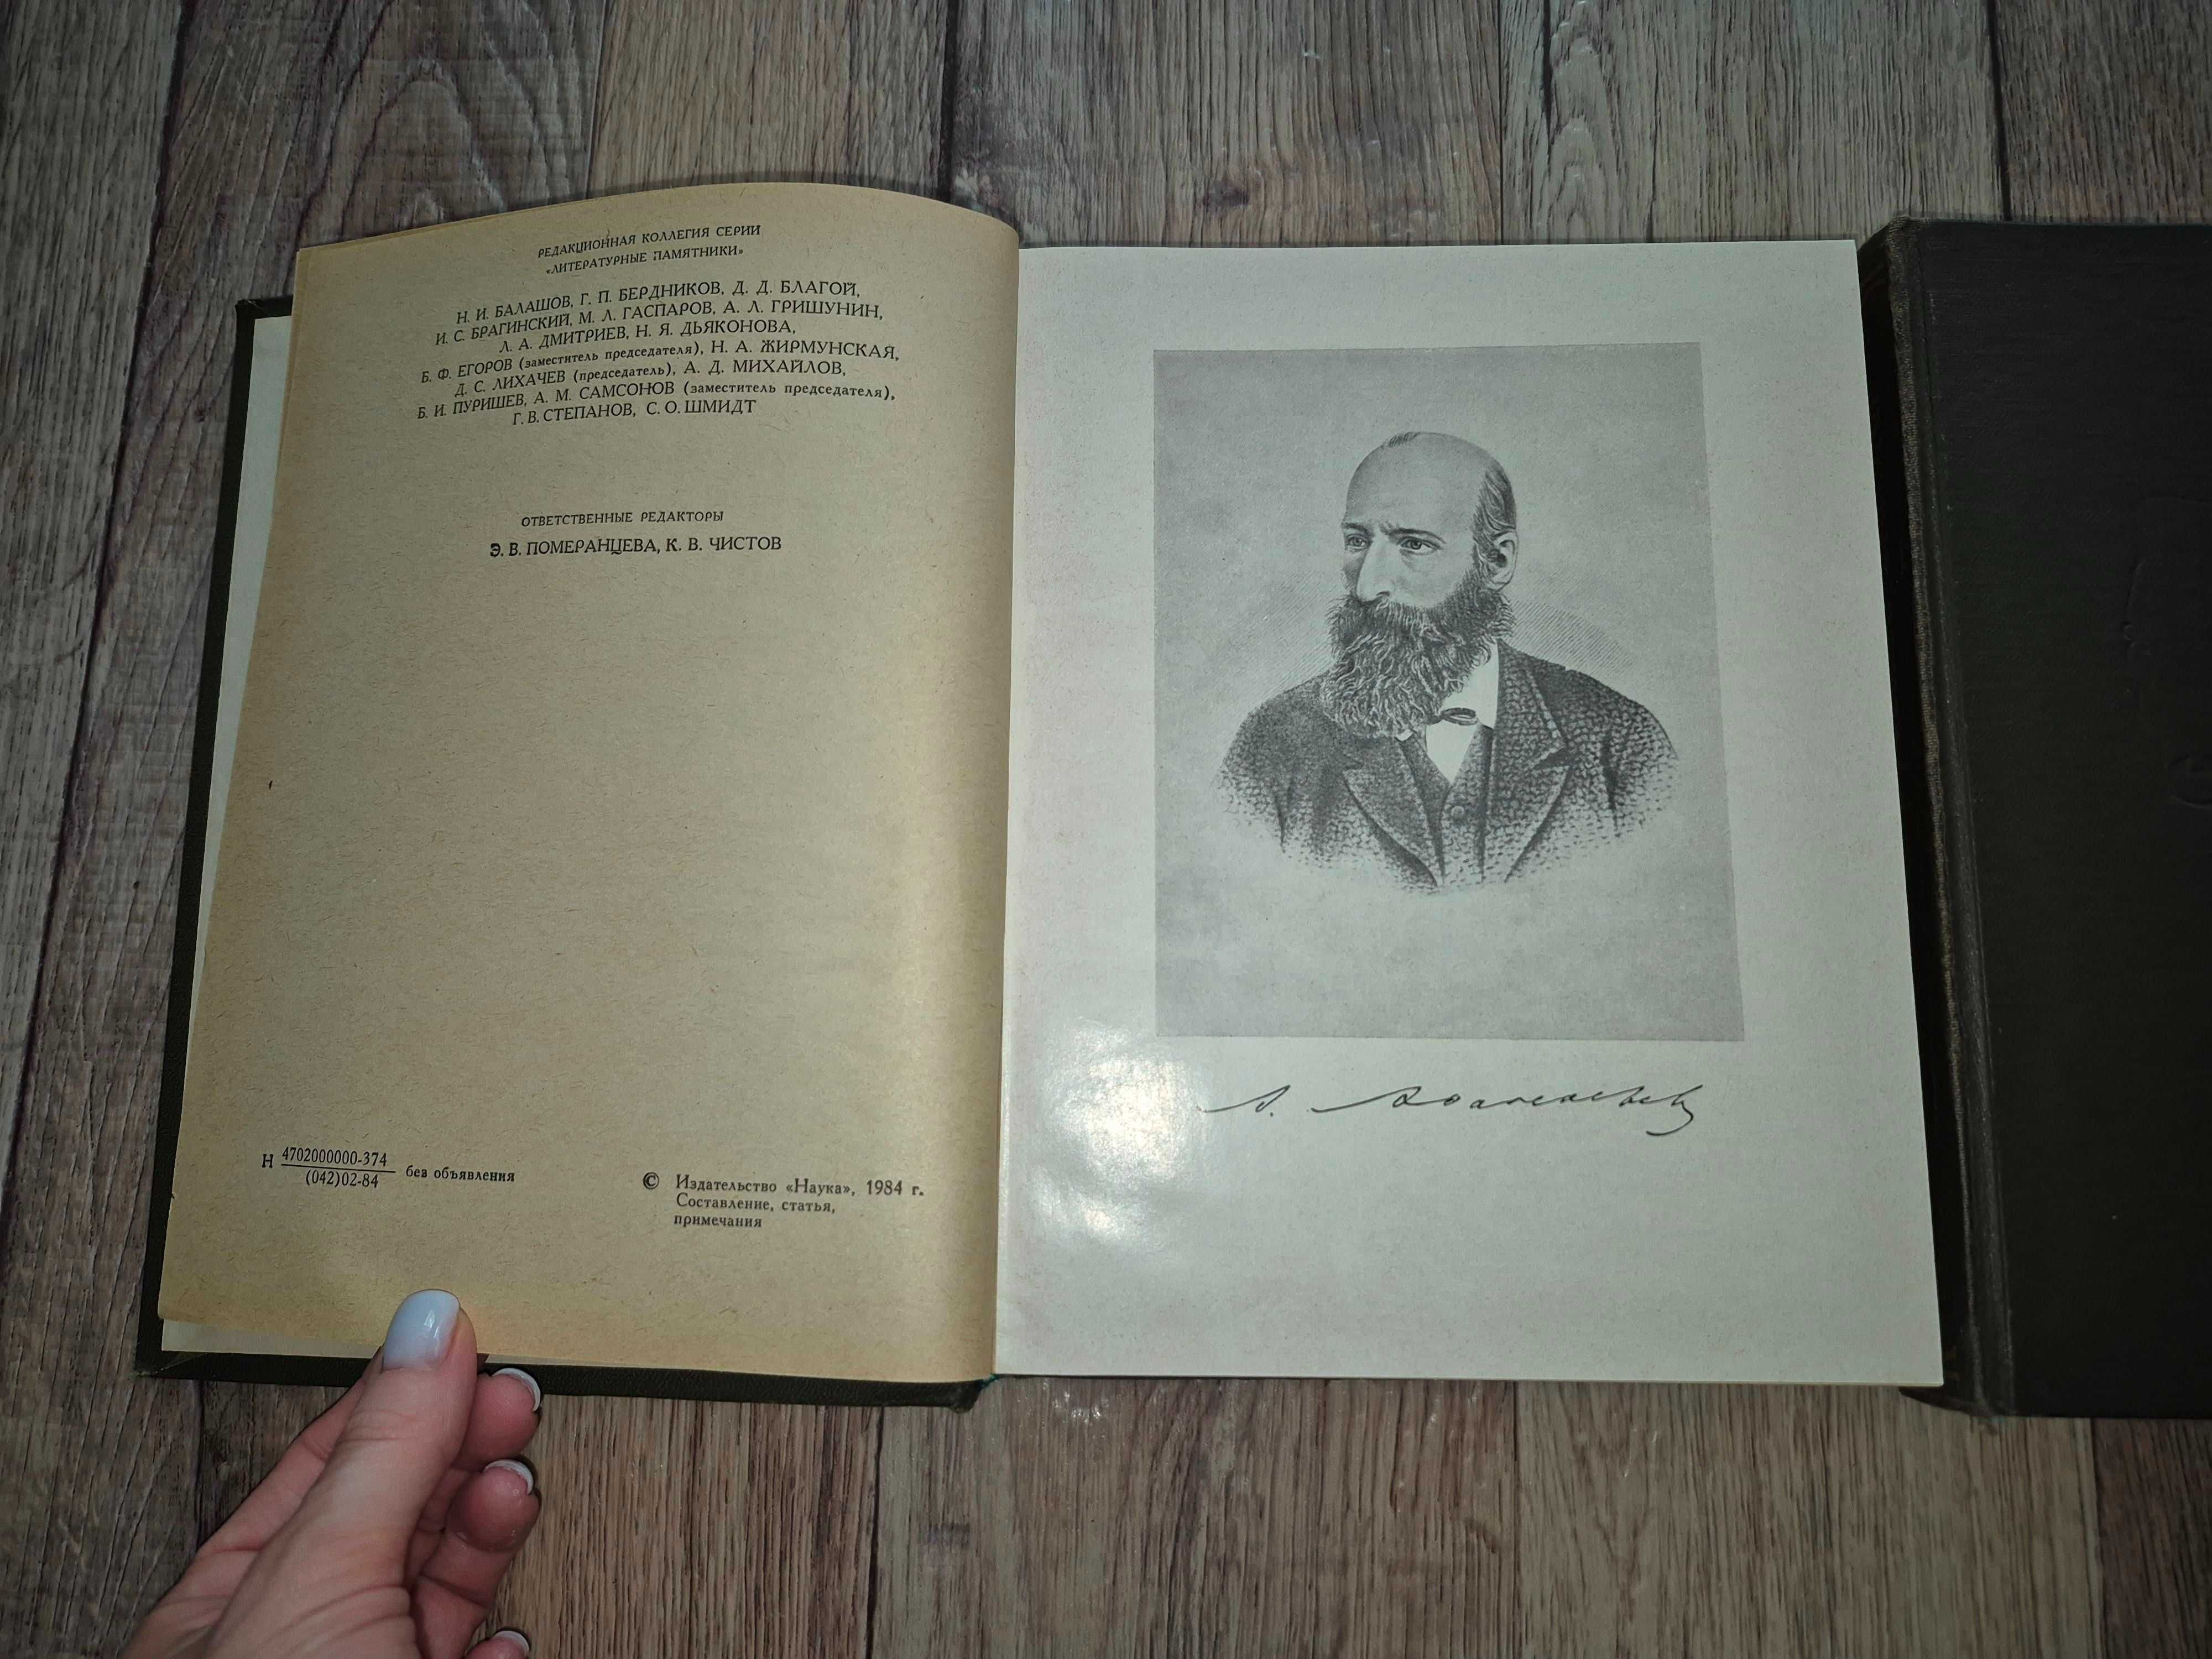 РЕДАКЦИОННАЯ КОЛЛЕГИЯ СЕРИИ
«ЛИТЕРАТУРНЫЕ ПАМЯТНИКИ»
Н. И. БАЛАШОВ, Г. П. БЕРДНИКОВ, Д. Д. БЛАГОЙ,
И. С. БРАГИНСКИЙ, М. Л. ГАСПАРОВ, А. Л. ГРИШУНИН,
Л. А. ДМИТРИЕВ, Н. Я. ДЬЯКОНОВА,
Б. Ф. ЕГОРОВ (заместитель председателя), Н. А. ЖИРМУНСКАЯ,
Д. С. ЛИХАЧЕВ (председатель), А. Д. МИХАЙЛОВ,
Б. И. ПУРИШЕВ, А. М. САМСОНОВ (заместитель председателя),
Г. В. СТЕПАНОВ, С. О. ШМИДТ
ОТВЕТСТВЕННЫЕ РЕДАКТОРЫ
Э. В. ПОМЕРАНЦЕВА, К. В. ЧИСТОВ
Н 4702000000-374
(042)02-84
без объявления
© Издательство «Наука», 1984 г.
Составление, статья,
примечания
А. Афанасьев